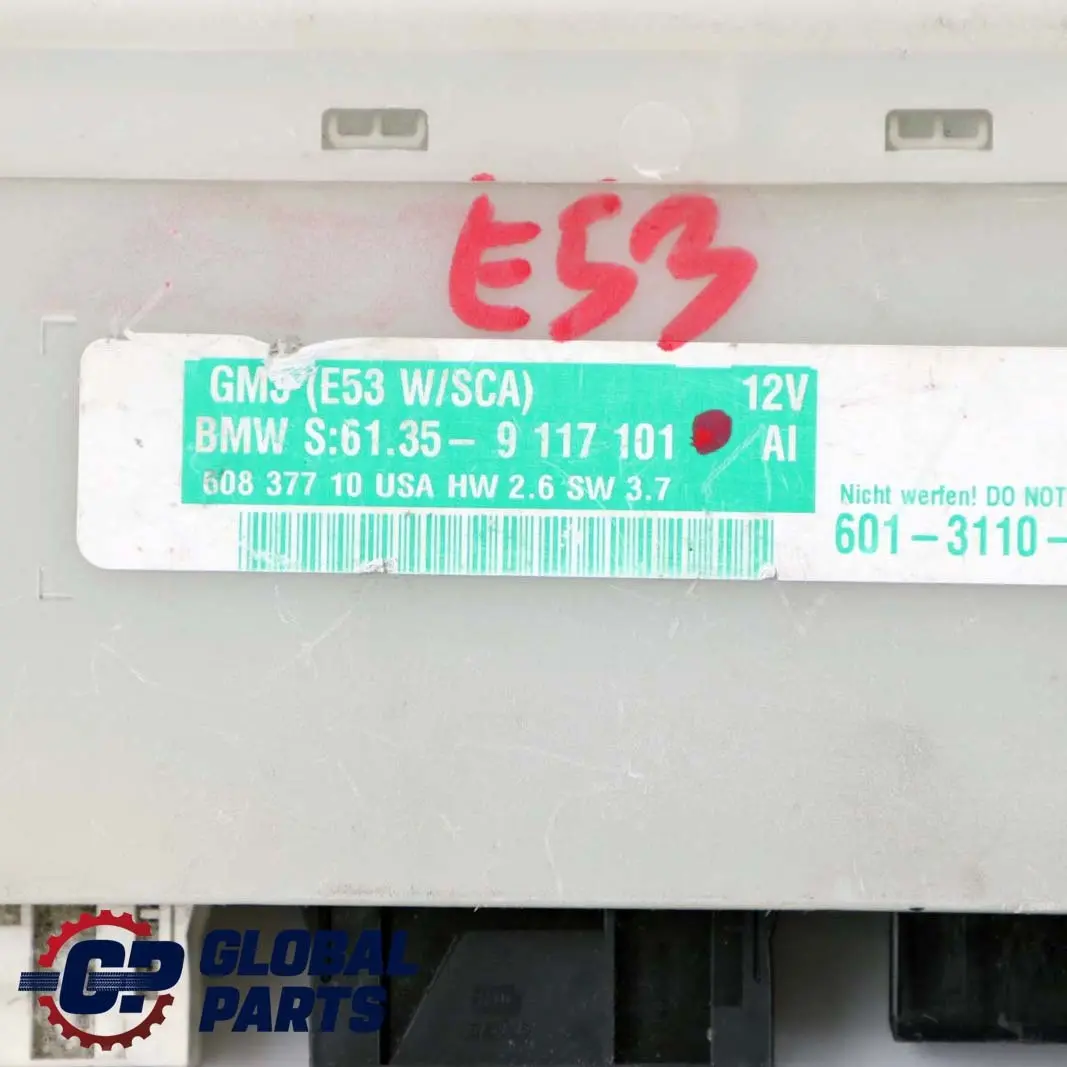 E53
GM5 (E53 W/SCA) 12V
BMW S:61.35- 9 117 101 AI
608 377 10 USA HW 2.6 SW 3.7
Nicht werfen! DO NOT
601-3110-
CP GLOBAL
PARTS